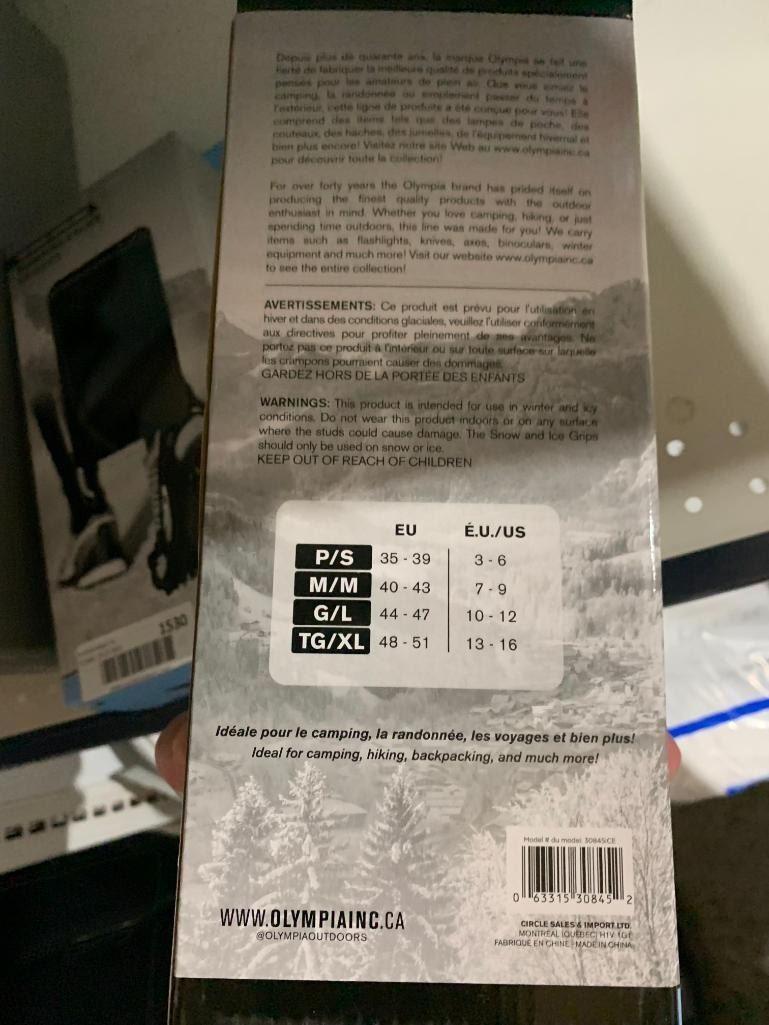 Depuis plus de quarante ans, la marque Olympia se fait une
fierté de fabriquer la meilleure qualité de produits spécialement
pensés pour les amateurs de plein air. Que vous aimiez le
camping, la randonnée ou simplement passer du temps à
l'extérieur, cette ligne de produits a été conçue pour vous! Elle
comprend des items tels que des lampes de poche, des
couteaux, des haches, des jumelles, de l'équipement hivernal et
bien plus encore! Visitez notre site Web au www.olympiainc.ca
pour découvrir toute la collection!
For over forty years the Olympia brand has prided itself on
producing the finest quality products with the outdoor
enthusiast in mind. Whether you love camping, hiking, or just
spending time outdoors, this line was made for you! We carry
items such as flashlights, knives, axes, binoculars, winter
equipment and much more! Visit our website www.olympiainc.ca
to see the entire collection!
AVERTISSEMENTS: Ce produit est prévu pour l'utilisation en
hiver et dans des conditions glaciales, veuillez l'utiliser conformément
aux directives pour profiter pleinement de ses avantages. Ne
portez pas ce produit à l'intérieur ou sur toute surface sur laquelle
les crampons pourraient causer des dommages.
GARDEZ HORS DE LA PORTÉE DES ENFANTS
WARNINGS: This product is intended for use in winter and icy
conditions. Do not wear this product indoors or on any surface
where the studs could cause damage. The Snow and Ice Grips
should only be used on snow or ice.
KEEP OUT OF REACH OF CHILDREN
EU É.U./US
P/S 35 - 39 3 - 6
M/M 40 - 43 7 - 9
G/L 44 - 47 10 - 12
TG/XL 48 - 51 13 - 16
1530
Idéale pour le camping, la randonnée, les voyages et bien plus!
Ideal for camping, hiking, backpacking, and much more!
Model # du model 30845ICE
0 63315 30845 2
WWW.OLYMPIAINC.CA
@OLYMPIAOUTDOORS
CIRCLE SALES & IMPORT LTD.
MONTRÉAL (QUÉBEC) H1V 1G1
FABRIQUÉ EN CHINE | MADE IN CHINA